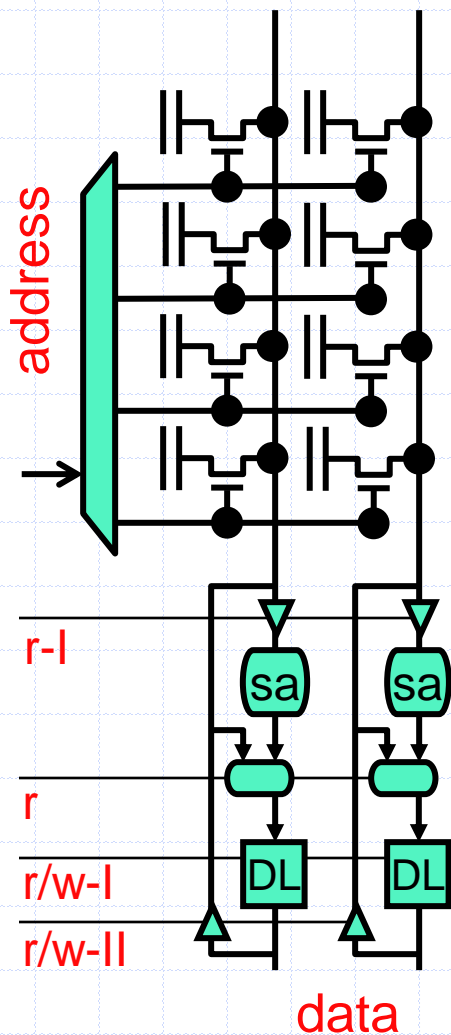 address
r-I
sa sa
r
r/w-I
DL DL
r/w-II
data